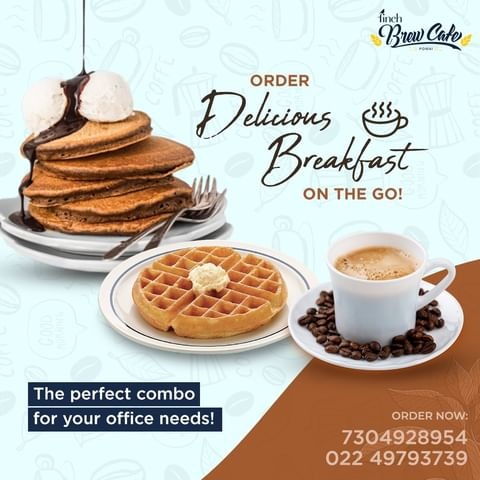 finch
Brew Cafe
POWAI
ORDER
Delicious
Breakfast
ON THE GO!
The perfect combo
for your office needs!
ORDER NOW:
7304928954
022 49793739